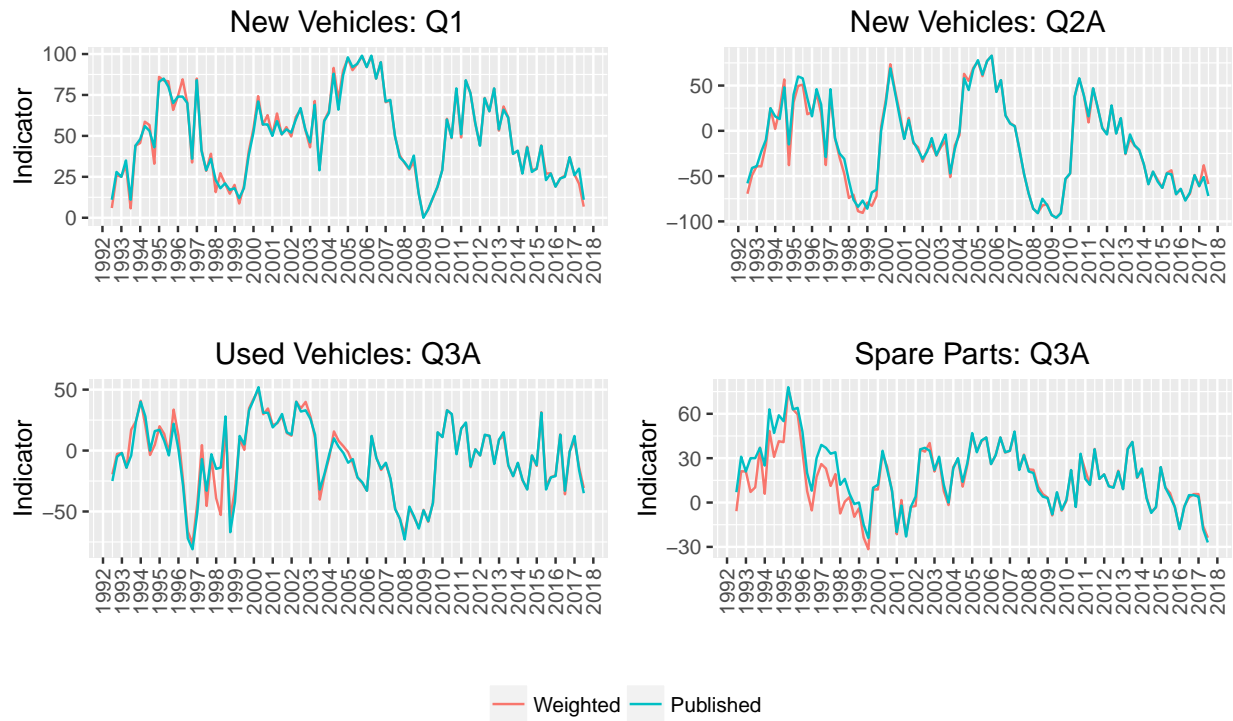 New Vehicles: Q1
Indicator
100
75
50
25
0
1992 1993 1994 1995 1996 1997 1998 1999 2000 2001 2002 2003 2004 2005 2006 2007 2008 2009 2010 2011 2012 2013 2014 2015 2016 2017 2018
New Vehicles: Q2A
Indicator
50
0
−50
−100
1992 1993 1994 1995 1996 1997 1998 1999 2000 2001 2002 2003 2004 2005 2006 2007 2008 2009 2010 2011 2012 2013 2014 2015 2016 2017 2018
Used Vehicles: Q3A
Indicator
50
0
−50
1992 1993 1994 1995 1996 1997 1998 1999 2000 2001 2002 2003 2004 2005 2006 2007 2008 2009 2010 2011 2012 2013 2014 2015 2016 2017 2018
Spare Parts: Q3A
Indicator
60
30
0
−30
1992 1993 1994 1995 1996 1997 1998 1999 2000 2001 2002 2003 2004 2005 2006 2007 2008 2009 2010 2011 2012 2013 2014 2015 2016 2017 2018
Weighted Published